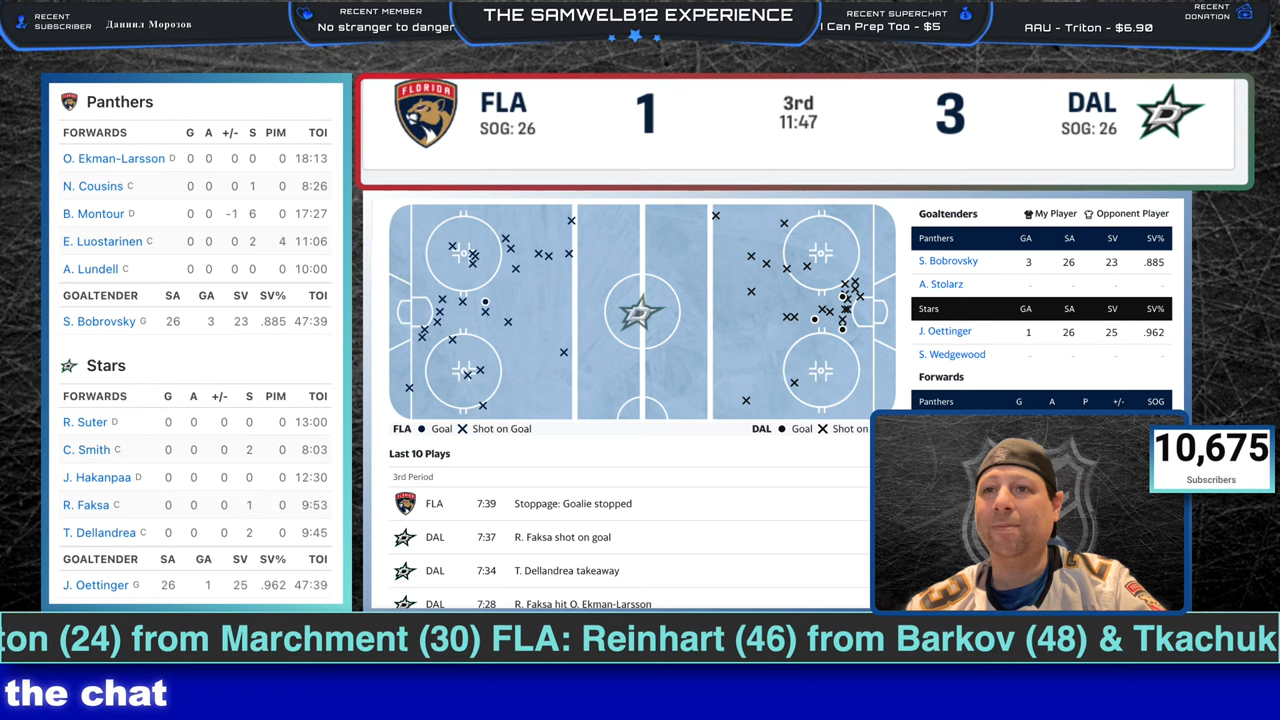 RECENT SUBSCRIBER
Даниил Морозов
RECENT MEMBER
No stranger to danger
THE SAMWELB12 EXPERIENCE
RECENT SUPERCHAT
I Can Prep Too - $5
RECENT DONATION
AAU - Triton - $6.90
Panthers
FORWARDS G A +/- S PIM TOI
O. Ekman-Larsson D 0 0 0 0 0 18:13
N. Cousins C 0 0 0 1 0 8:26
B. Montour D 0 0 -1 6 0 17:27
E. Luostarinen C 0 0 0 2 4 11:06
A. Lundell C 0 0 0 0 0 10:00
GOALTENDER SA GA SV SV% TOI
S. Bobrovsky G 26 3 23 .885 47:39
Stars
FORWARDS G A +/- S PIM TOI
R. Suter D 0 0 0 0 0 13:00
C. Smith C 0 0 0 2 0 8:03
J. Hakanpaa D 0 0 0 0 0 12:30
R. Faksa C 0 0 0 1 0 9:53
T. Dellandrea C 0 0 0 2 0 9:45
GOALTENDER SA GA SV SV% TOI
J. Oettinger G 26 1 25 .962 47:39
FLORIDA
FLA
SOG: 26
1
3rd
11:47
3
DAL
SOG: 26
FLA Goal Shot on Goal
DAL Goal Shot on
Last 10 Plays
3rd Period
FLA 7:39 Stoppage: Goalie stopped
DAL 7:37 R. Faksa shot on goal
DAL 7:34 T. Dellandrea takeaway
DAL 7:28 R. Faksa hit O. Ekman-Larsson
Goaltenders My Player Opponent Player
Panthers GA SA SV SV%
S. Bobrovsky 3 26 23 .885
A. Stolarz - - - -
Stars GA SA SV SV%
J. Oettinger 1 26 25 .962
S. Wedgewood - - - -
Forwards
Panthers G A P +/- SOG
10,675
Subscribers
23
ton (24) from Marchment (30) FLA: Reinhart (46) from Barkov (48) & Tkachuk
the chat